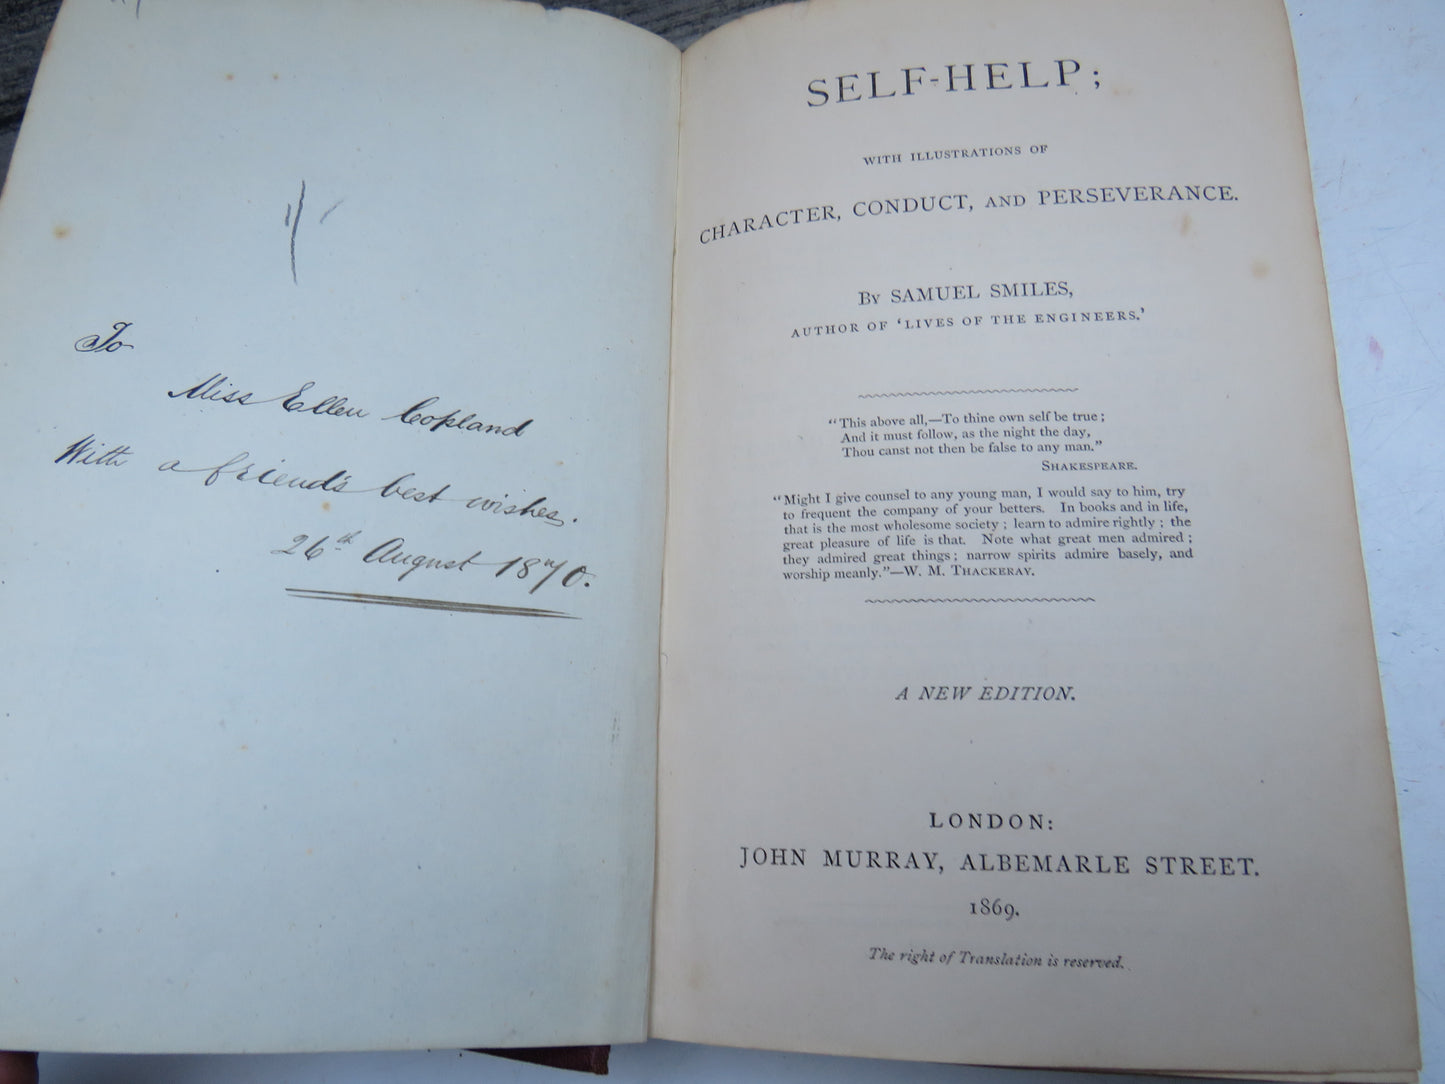 To
Miss Ellen Copland
With a friend's best wishes.
26th August 1870.
SELF-HELP;
WITH ILLUSTRATIONS OF
CHARACTER, CONDUCT, AND PERSEVERANCE.
BY SAMUEL SMILES,
AUTHOR OF ‘LIVES OF THE ENGINEERS.’
“This above all,—To thine own self be true;
And it must follow, as the night the day,
Thou canst not then be false to any man.”
SHAKESPEARE.
“Might I give counsel to any young man, I would say to him, try
to frequent the company of your betters. In books and in life,
that is the most wholesome society; learn to admire rightly; the
great pleasure of life is that. Note what great men admired;
they admired great things; narrow spirits admire basely, and
worship meanly.”—W. M. THACKERAY.
A NEW EDITION.
LONDON:
JOHN MURRAY, ALBEMARLE STREET.
1869.
The right of Translation is reserved.